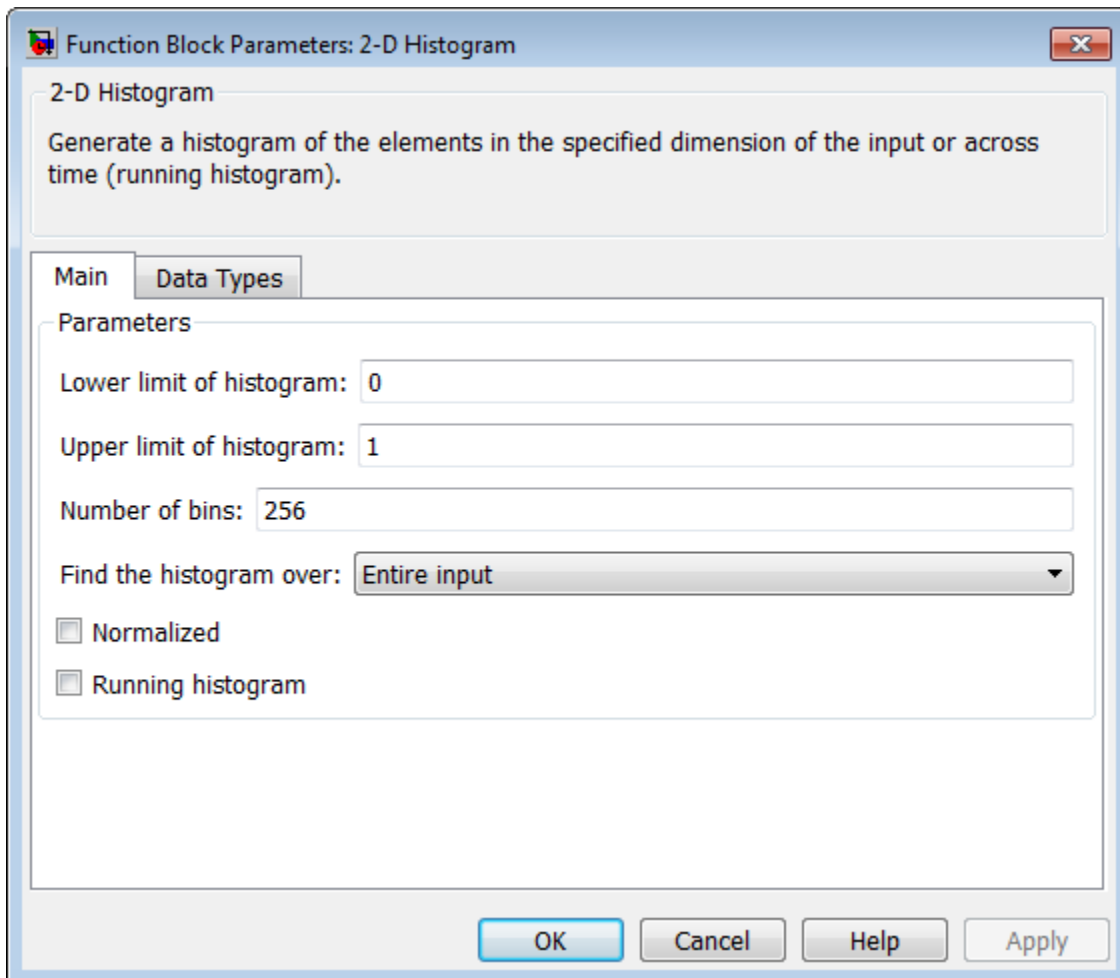 Function Block Parameters: 2-D Histogram
2-D Histogram
Generate a histogram of the elements in the specified dimension of the input or across
time (running histogram).
Main Data Types
Parameters
Lower limit of histogram: 0
Upper limit of histogram: 1
Number of bins: 256
Find the histogram over: Entire input
Normalized
Running histogram
OK Cancel Help Apply